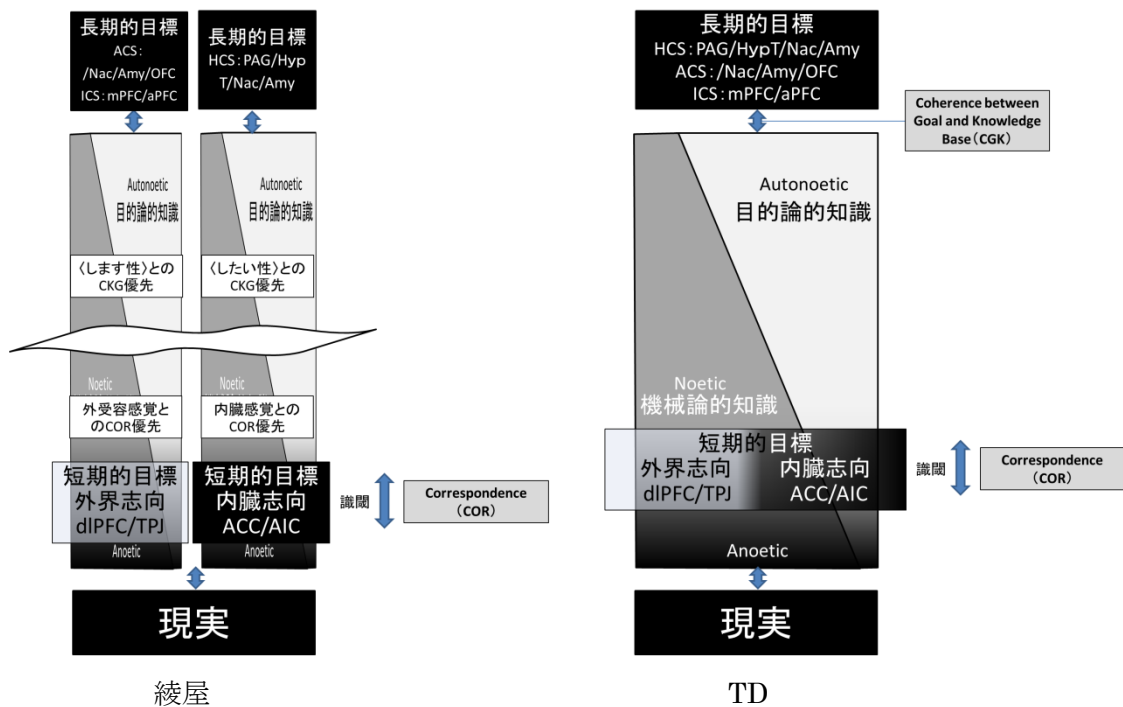 長期的目標
ACS：
/Nac/Amy/OFC
ICS：mPFC/aPFC
長期的目標
HCS：PAG/Hyp
T/Nac/Amy
Autonoetic
目的論的知識
Autonoetic
目的論的知識
〈します性〉との
CKG優先
〈したい性〉との
CKG優先
Noetic
Noetic
外受容感覚と
のCOR優先
内臓感覚との
COR優先
短期的目標
外界志向
dlPFC/TPJ
短期的目標
内臓志向
ACC/AIC
識閾
Correspondence
（COR）
Anoetic
Anoetic
現実
綾屋
長期的目標
HCS：PAG/HypT/Nac/Amy
ACS：/Nac/Amy/OFC
ICS：mPFC/aPFC
Coherence between
Goal and Knowledge
Base（CGK）
Autonoetic
目的論的知識
Noetic
機械論的知識
短期的目標
外界志向
dlPFC/TPJ
内臓志向
ACC/AIC
識閾
Correspondence
（COR）
Anoetic
現実
TD